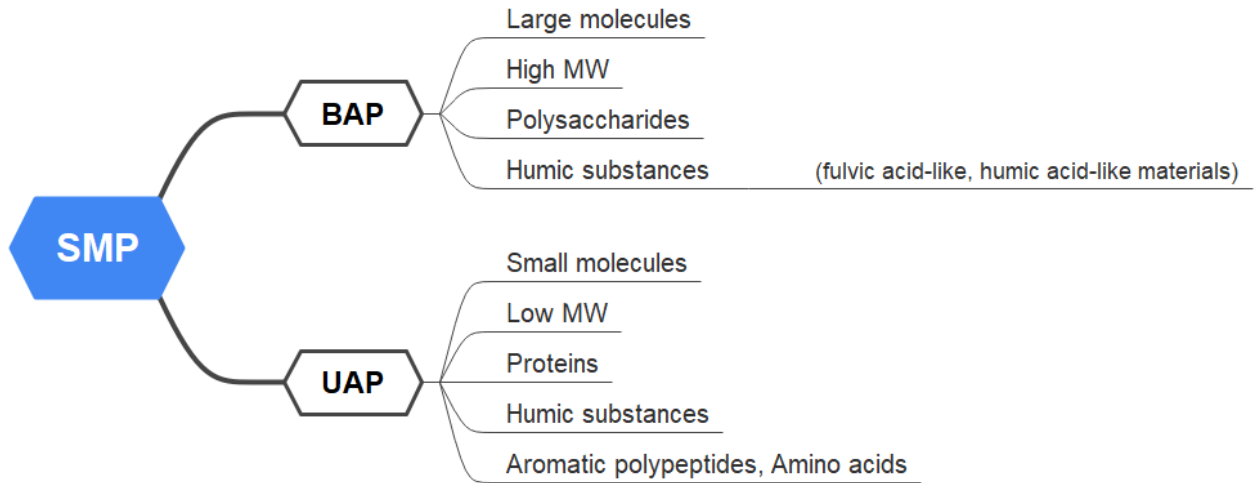 SMP
BAP
Large molecules
High MW
Polysaccharides
Humic substances (fulvic acid-like, humic acid-like materials)
UAP
Small molecules
Low MW
Proteins
Humic substances
Aromatic polypeptides, Amino acids